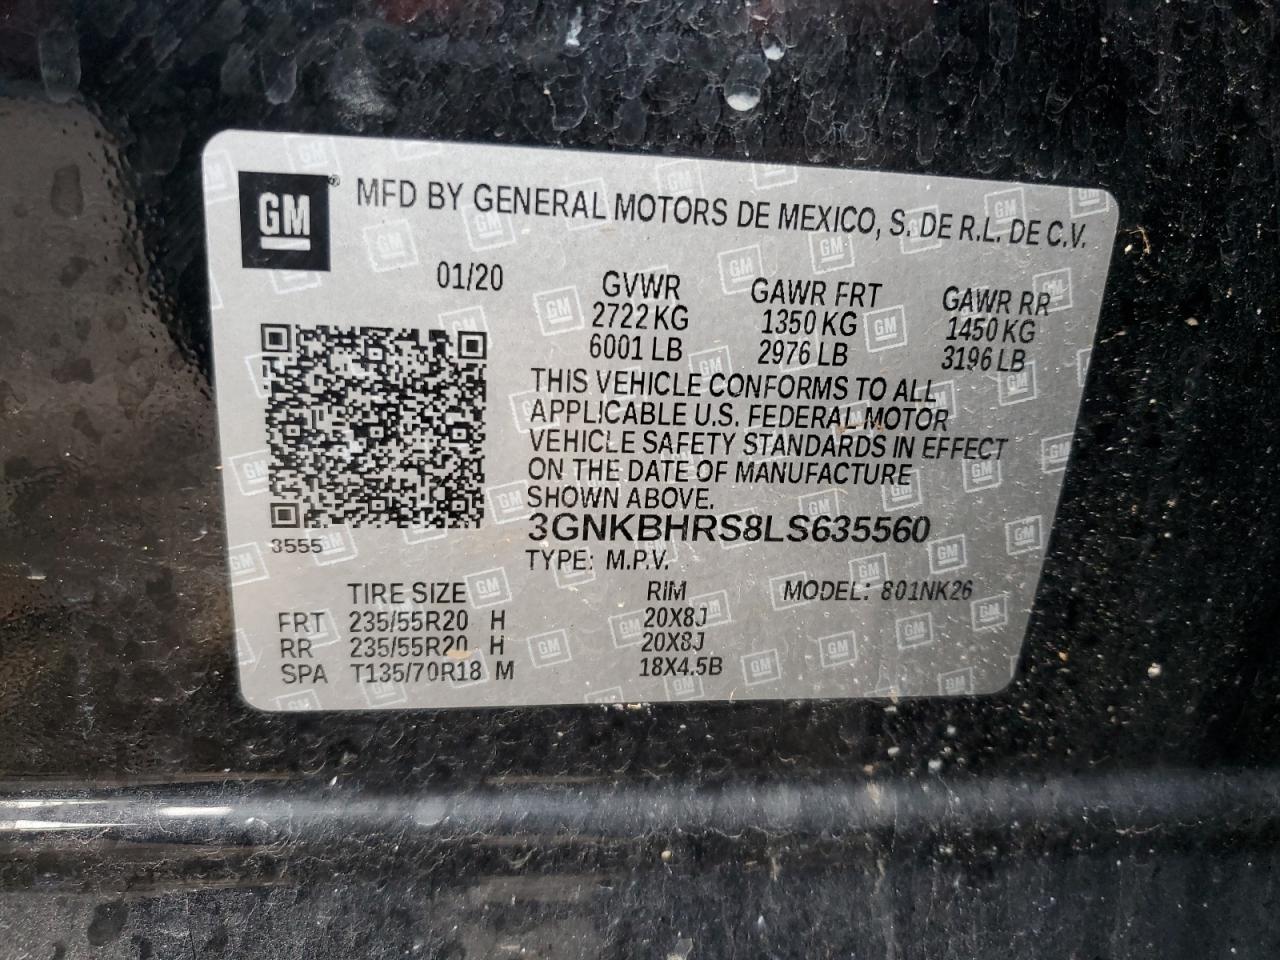 GM ® MFD BY GENERAL MOTORS DE MEXICO, S. DE R.L. DE C.V.
01/20 GVWR GAWR FRT GAWR RR
2722 KG 1350 KG 1450 KG
6001 LB 2976 LB 3196 LB
THIS VEHICLE CONFORMS TO ALL
APPLICABLE U.S. FEDERAL MOTOR
VEHICLE SAFETY STANDARDS IN EFFECT
ON THE DATE OF MANUFACTURE
SHOWN ABOVE.
3GNKBHRS8LS635560
3555
TYPE: M.P.V.
TIRE SIZE RIM MODEL: 801NK26
FRT 235/55R20 H 20X8J
RR 235/55R20 H 20X8J
SPA T135/70R18 M 18X4.5B